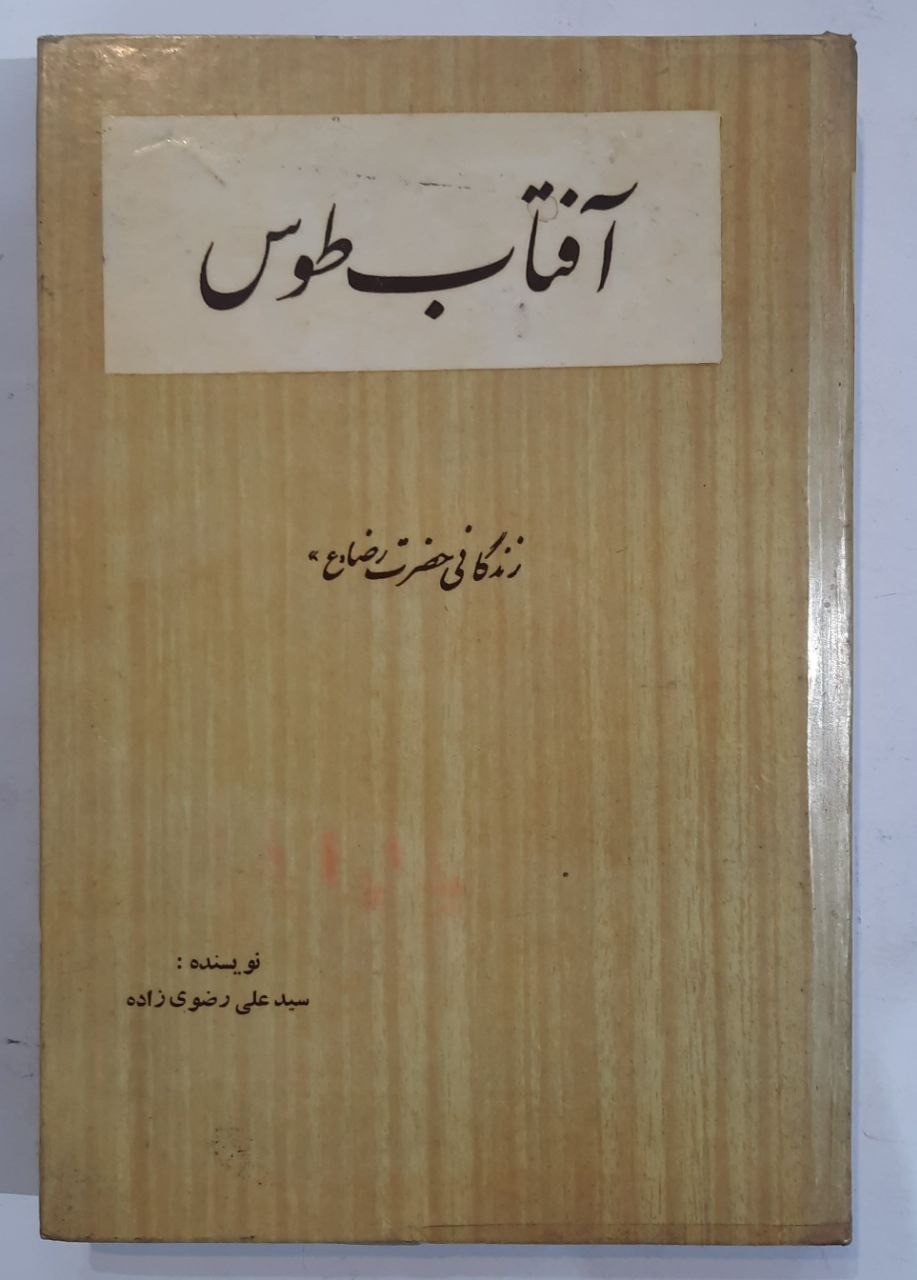 آفتاب طوس
زندگانی حضرت رضا «ع»
نویسنده :
سید علی رضوی زاده